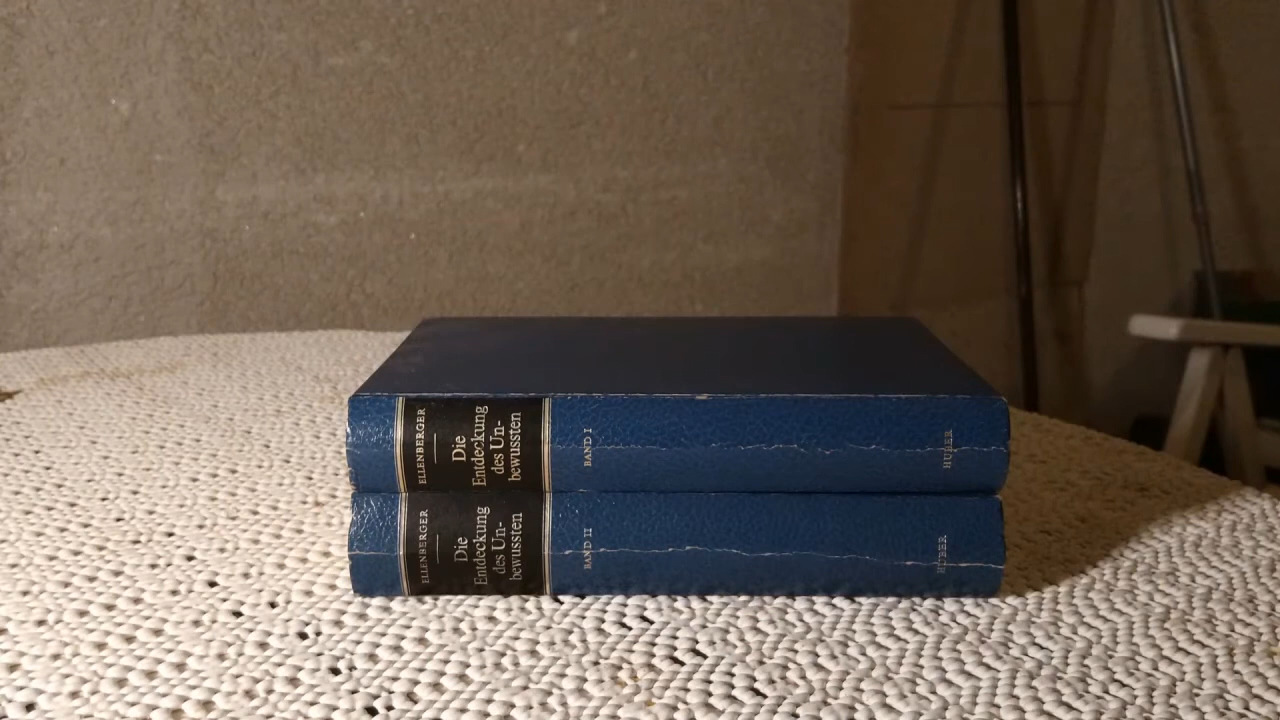 ELLENBERGER
Die
Entdeckung
des Un-
bewussten
BAND I
HUBER
ELLENBERGER
Die
Entdeckung
des Un-
bewussten
BAND II
HUBER